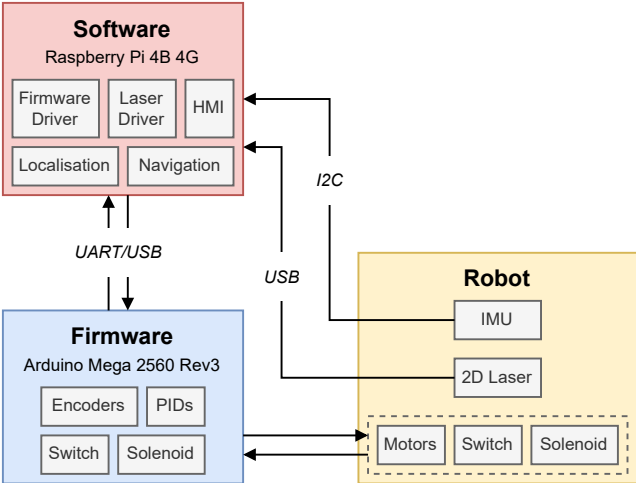 Software
Raspberry Pi 4B 4G
Firmware
Driver
Laser
Driver
HMI
Localisation
Navigation
I2C
UART/USB
USB
Firmware
Arduino Mega 2560 Rev3
Encoders
PIDs
Switch
Solenoid
Robot
IMU
2D Laser
Motors
Switch
Solenoid